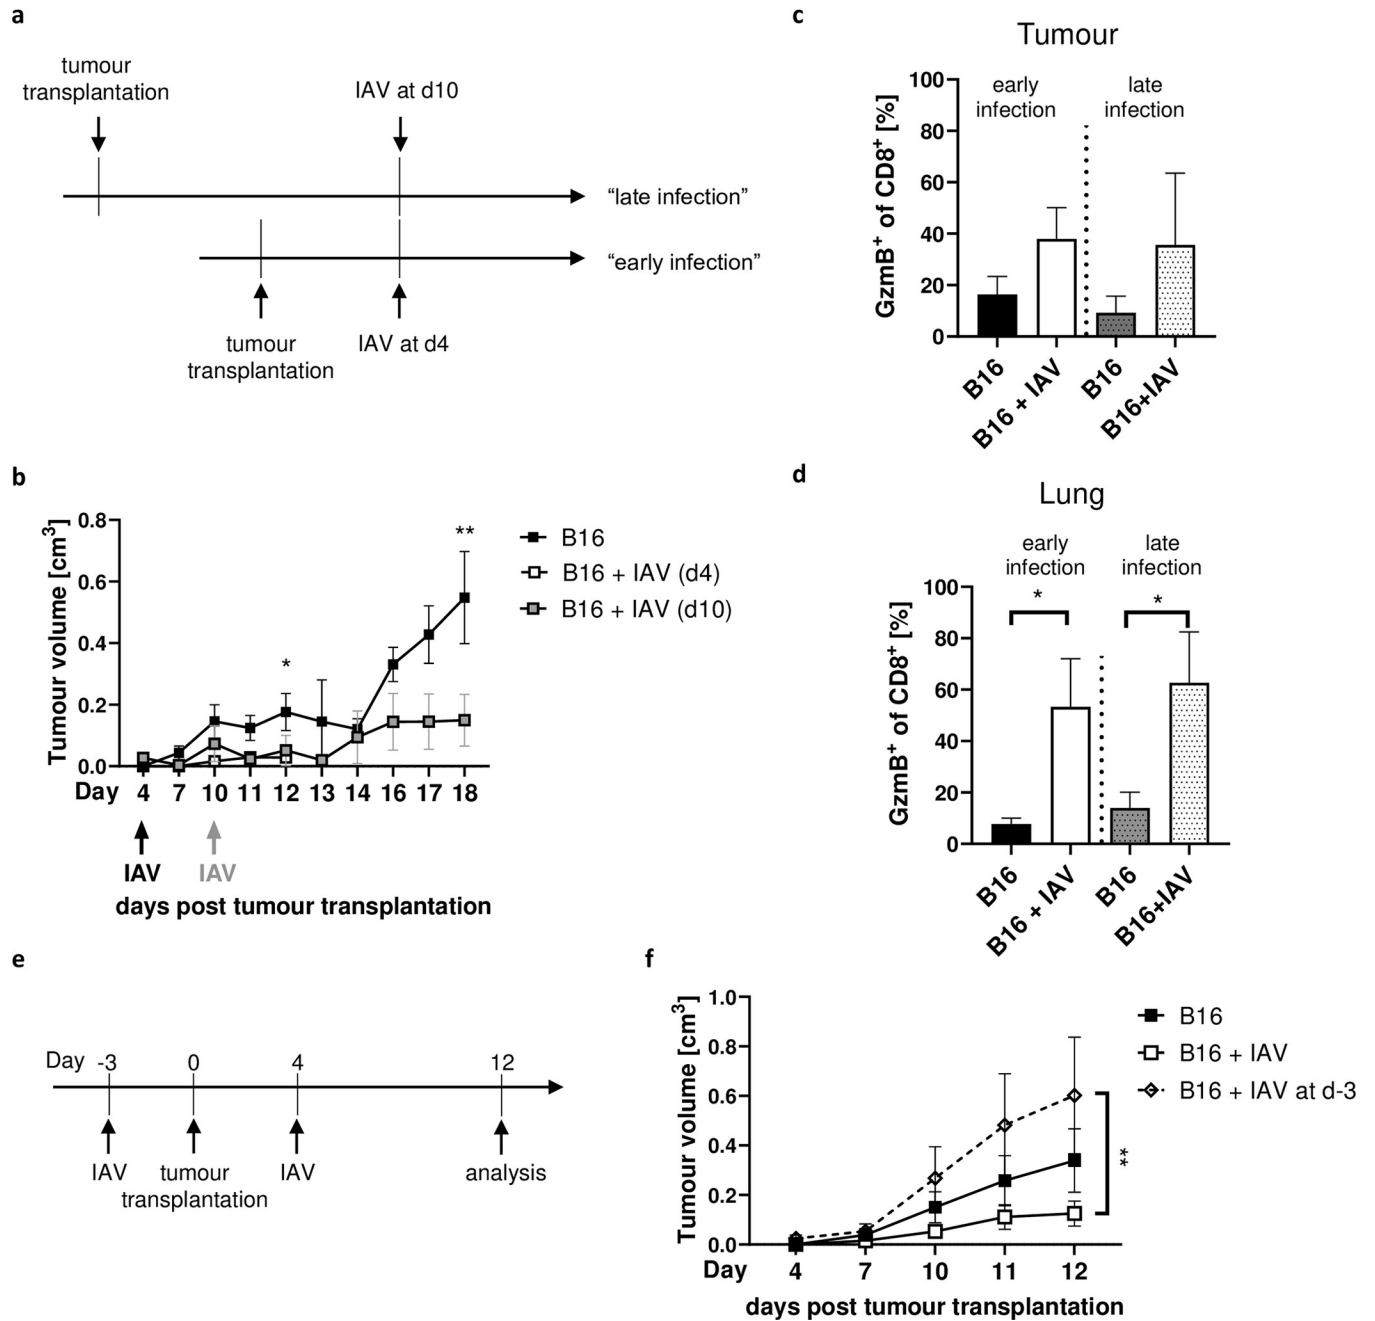 a
tumour
transplantation
IAV at d10
“late infection”
“early infection”
tumour
transplantation
IAV at d4
b
Tumour volume [cm³]
0.8
0.6
0.4
0.2
0.0
*
**
B16
B16 + IAV (d4)
B16 + IAV (d10)
Day 4 7 10 11 12 13 14 16 17 18
IAV IAV
days post tumour transplantation
c
Tumour
GzmB⁺ of CD8⁺ [%]
100
80
60
40
20
0
early
infection
late
infection
B16
B16 + IAV
B16
B16+IAV
d
Lung
GzmB⁺ of CD8⁺ [%]
early
infection
late
infection
100
80
60
40
20
0
*
*
B16
B16 + IAV
B16
B16+IAV
e
Day -3 0 4 12
IAV
tumour
transplantation
IAV
analysis
f
Tumour volume [cm³]
1.0
0.8
0.6
0.4
0.2
0.0
B16
B16 + IAV
B16 + IAV at d-3
**
Day 4 7 10 11 12
days post tumour transplantation